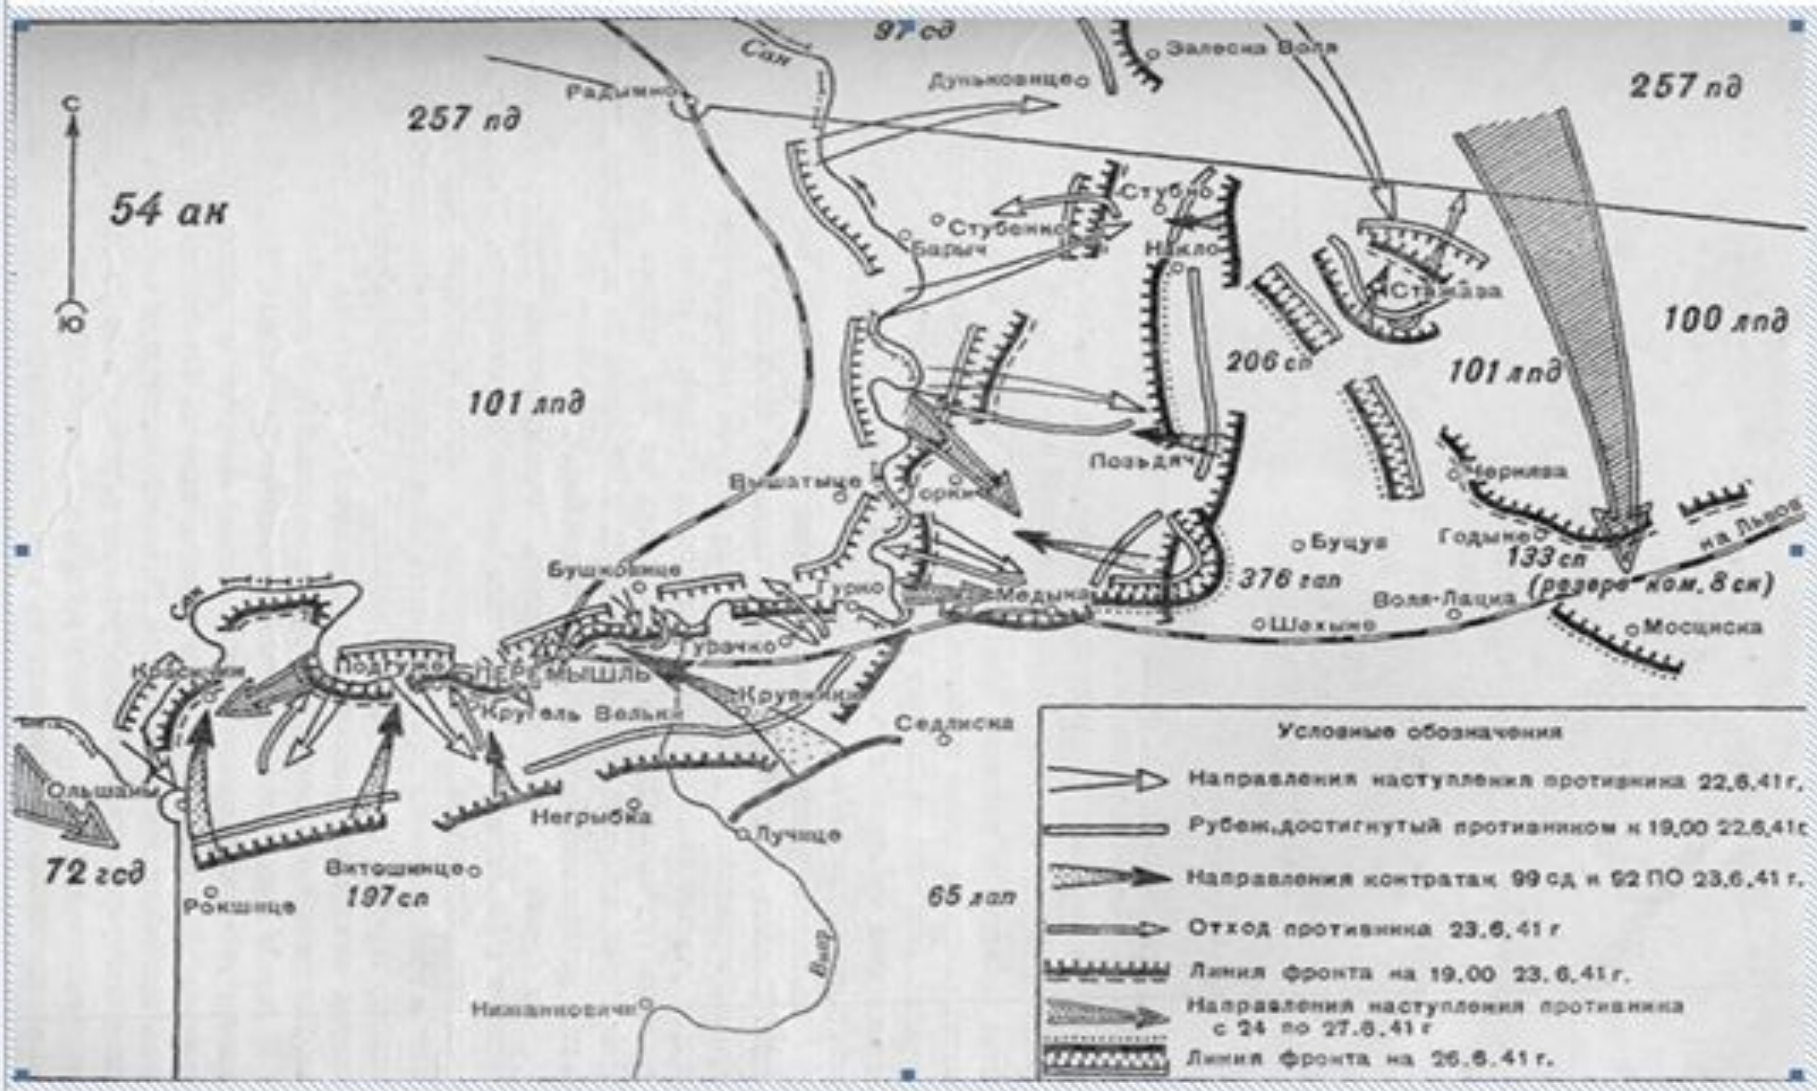 97 сд
Сан
Залесна Воля
Дуньковице
Радымно
257 пд
257 пд
С
54 ак
Стубно
Стубенко
Барыч
Накло
Ю
Стажава
100 лпд
206 сп
101 лпд
101 лпд
Поздяч
Вышатыце
Горки
Чернява
на Львов
Буцув
Годыне
133 сп
(резерв ком. 8 ск)
376 гап
Бушковице
Сан
Гурко
Медыка
Воля-Лацка
Шехыне
Мосциска
Гурачко
Красички
ПЕРЕМЫШЛЬ
Кругель Вельки
Крувники
Седлиска
Ольшаны
Негрыбка
Лучице
72 гсд
Витошинце
197 сп
Рокшице
65 лап
Виар
Нижанковичи
Условные обозначения
Направления наступления противника 22.6.41 г.
Рубеж, достигнутый противником к 19.00 22.6.41г
Направления контратак 99 сд и 92 ПО 23.6.41 г.
Отход противника 23.6.41 г
Линия фронта на 19.00 23.6.41 г.
Направления наступления противника
с 24 по 27.6.41 г
Линия фронта на 26.6.41 г.